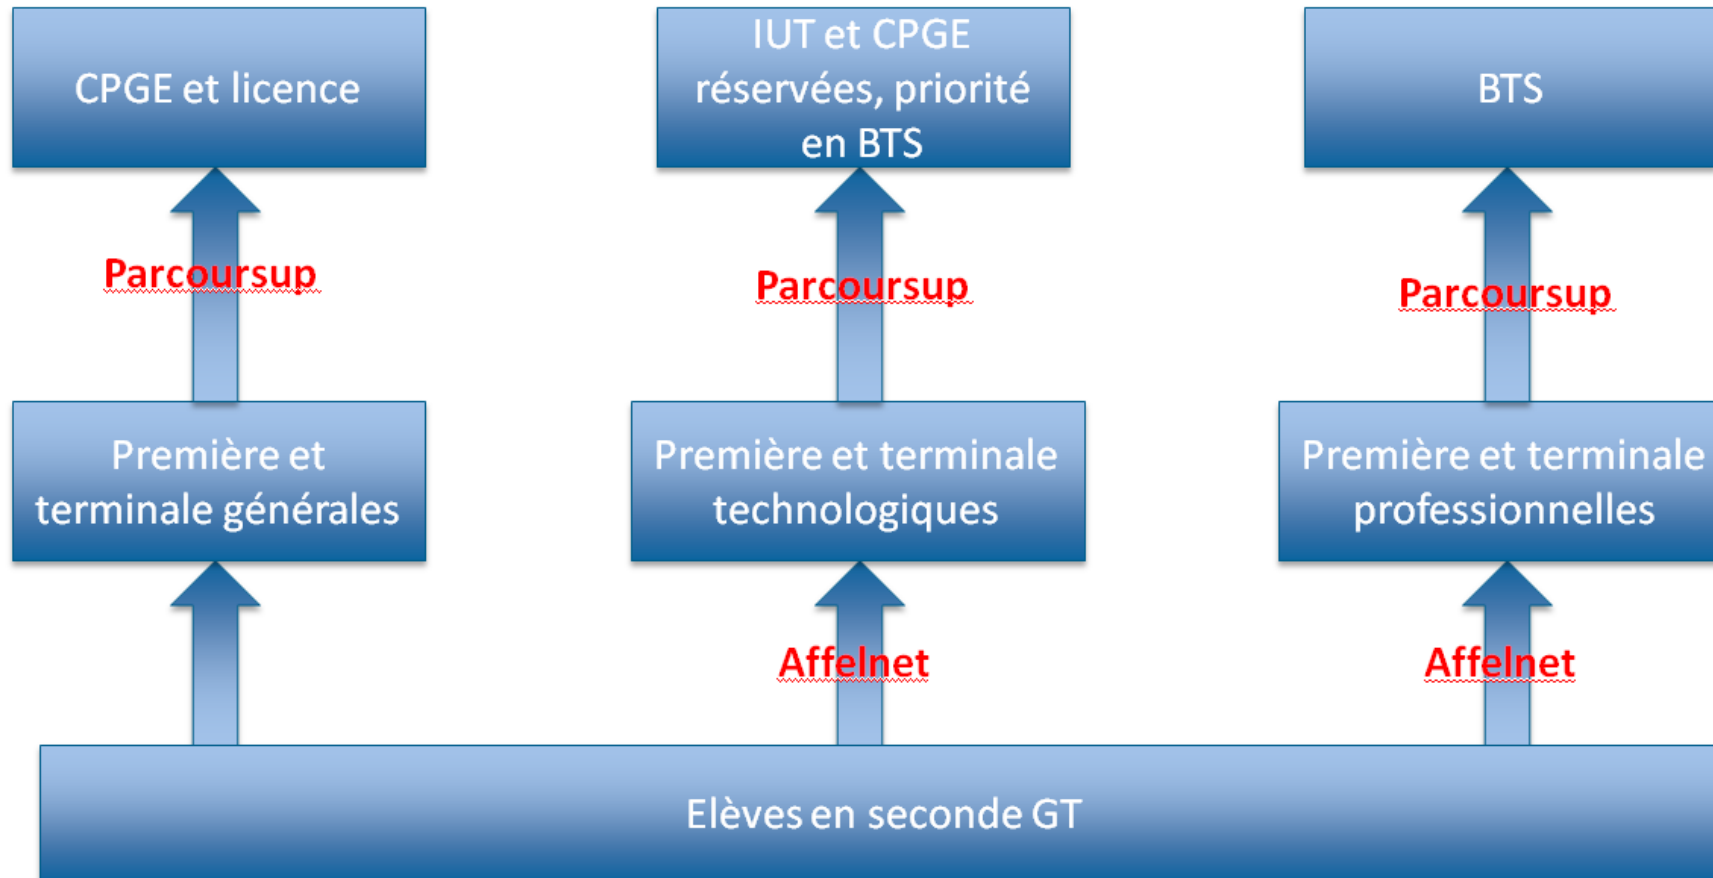 CPGE et licence
IUT et CPGE
réservées, priorité
en BTS
BTS
Parcoursup
Parcoursup
Parcoursup
Première et
terminale générales
Première et terminale
technologiques
Première et terminale
professionnelles
Affelnet
Affelnet
Elèves en seconde GT